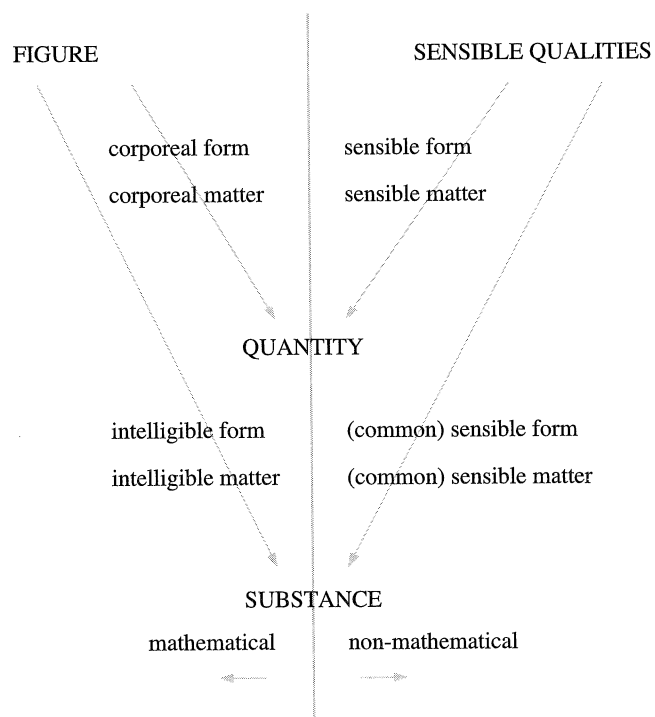 FIGURE
SENSIBLE QUALITIES
corporeal form
sensible form
corporeal matter
sensible matter
QUANTITY
intelligible form
(common) sensible form
intelligible matter
(common) sensible matter
SUBSTANCE
mathematical
non-mathematical